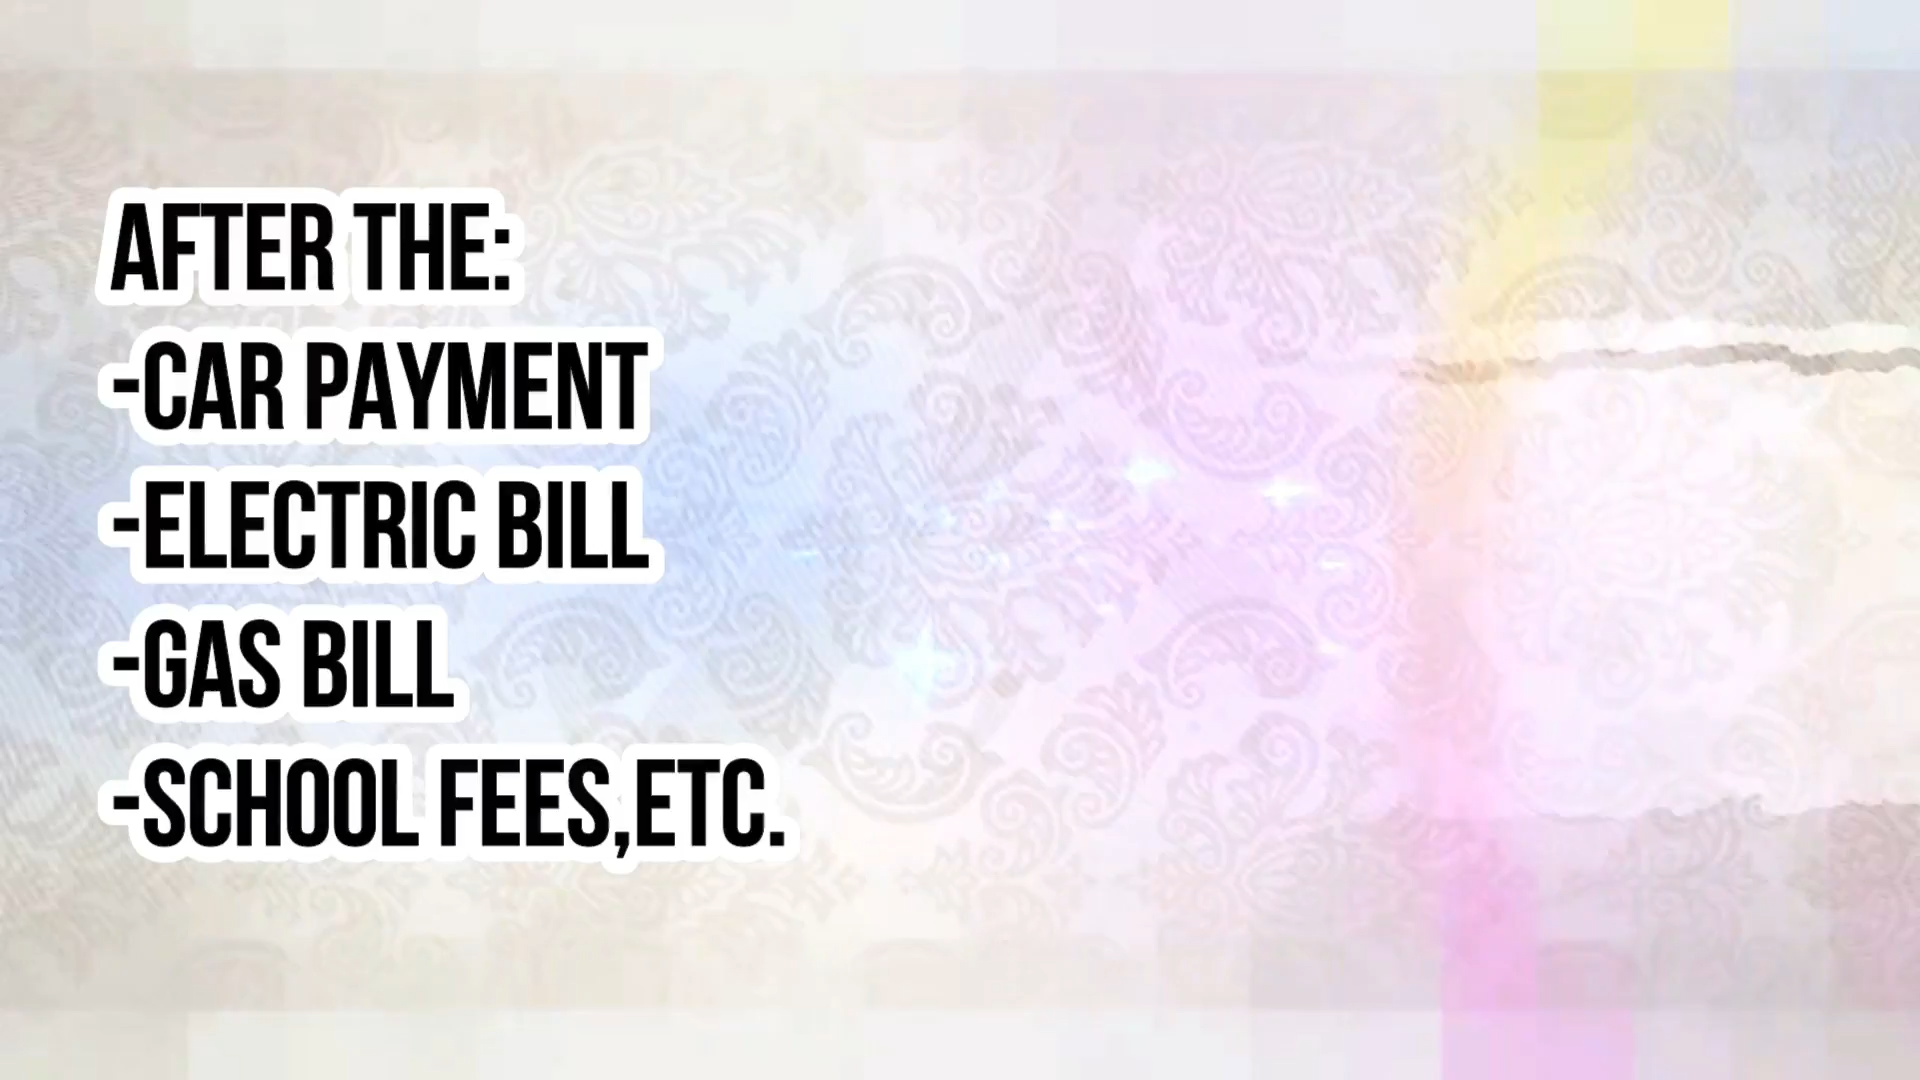 AFTER THE:
-CAR PAYMENT
-ELECTRIC BILL
-GAS BILL
-SCHOOL FEES,ETC.